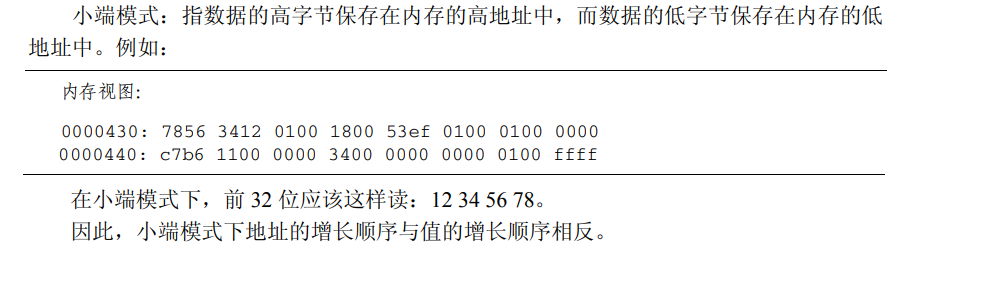 小端模式：指数据的高字节保存在内存的高地址中，而数据的低字节保存在内存的低
地址中。例如：
内存视图:
0000430: 7856 3412 0100 1800 53ef 0100 0100 0000
0000440: c7b6 1100 0000 3400 0000 0000 0100 ffff
在小端模式下，前 32 位应该这样读：12 34 56 78。
因此，小端模式下地址的增长顺序与值的增长顺序相反。